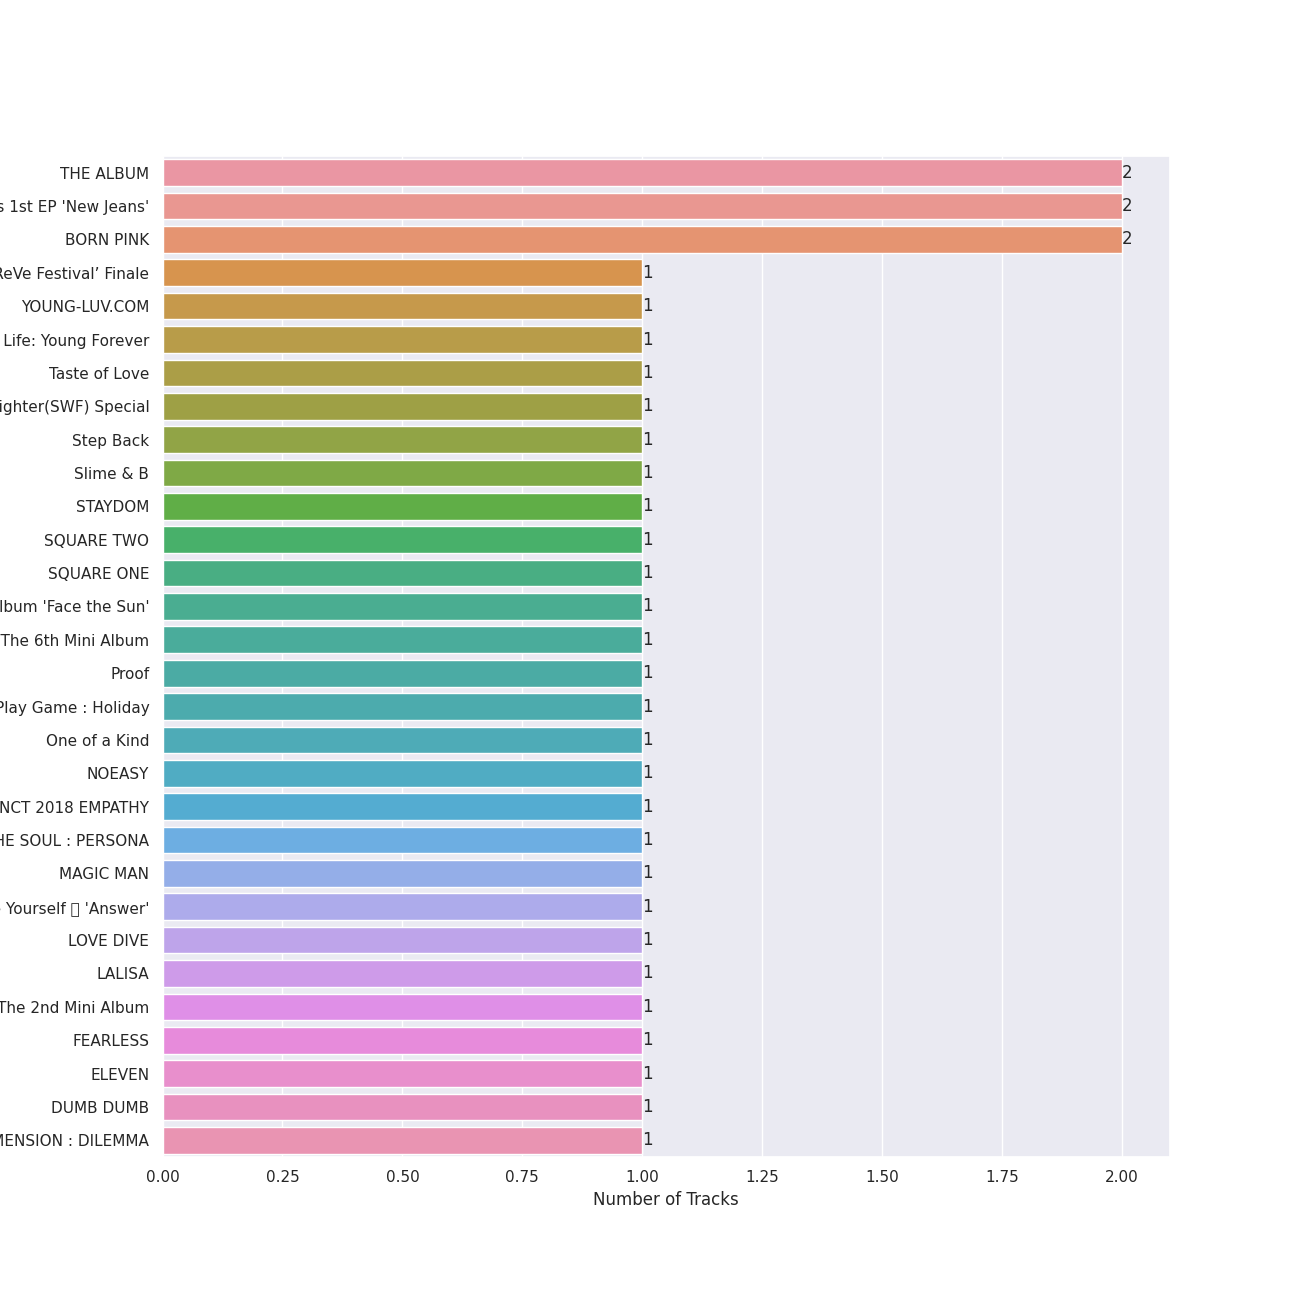 THE ALBUM 2
1st EP 'New Jeans' 2
BORN PINK 2
Festival’ Finale 1
YOUNG-LUV.COM 1
Life: Young Forever 1
Taste of Love 1
Special 1
Step Back 1
Slime & B 1
STAYDOM 1
SQUARE TWO 1
SQUARE ONE 1
'Face the Sun' 1
The 6th Mini Album 1
Proof 1
Play Game : Holiday 1
One of a Kind 1
NOEASY 1
NCT 2018 EMPATHY 1
SOUL : PERSONA 1
MAGIC MAN 1
Yourself 'Answer' 1
LOVE DIVE 1
LALISA 1
The 2nd Mini Album 1
FEARLESS 1
ELEVEN 1
DUMB DUMB 1
: DILEMMA 1
0.00 0.25 0.50 0.75 1.00 1.25 1.50 1.75 2.00
Number of Tracks